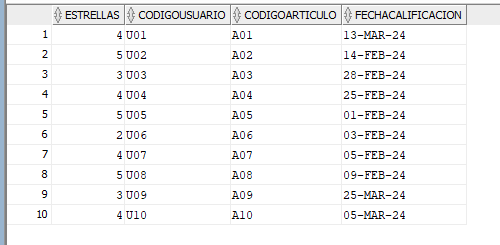 ESTRELLAS CODIGOUSUARIO CODIGOARTICULO FECHACALIFICACION
1 4 U01 A01 13-MAR-24
2 5 U02 A02 14-FEB-24
3 3 U03 A03 28-FEB-24
4 4 U04 A04 25-FEB-24
5 5 U05 A05 01-FEB-24
6 2 U06 A06 03-FEB-24
7 4 U07 A07 05-FEB-24
8 5 U08 A08 09-FEB-24
9 3 U09 A09 25-MAR-24
10 4 U10 A10 05-MAR-24